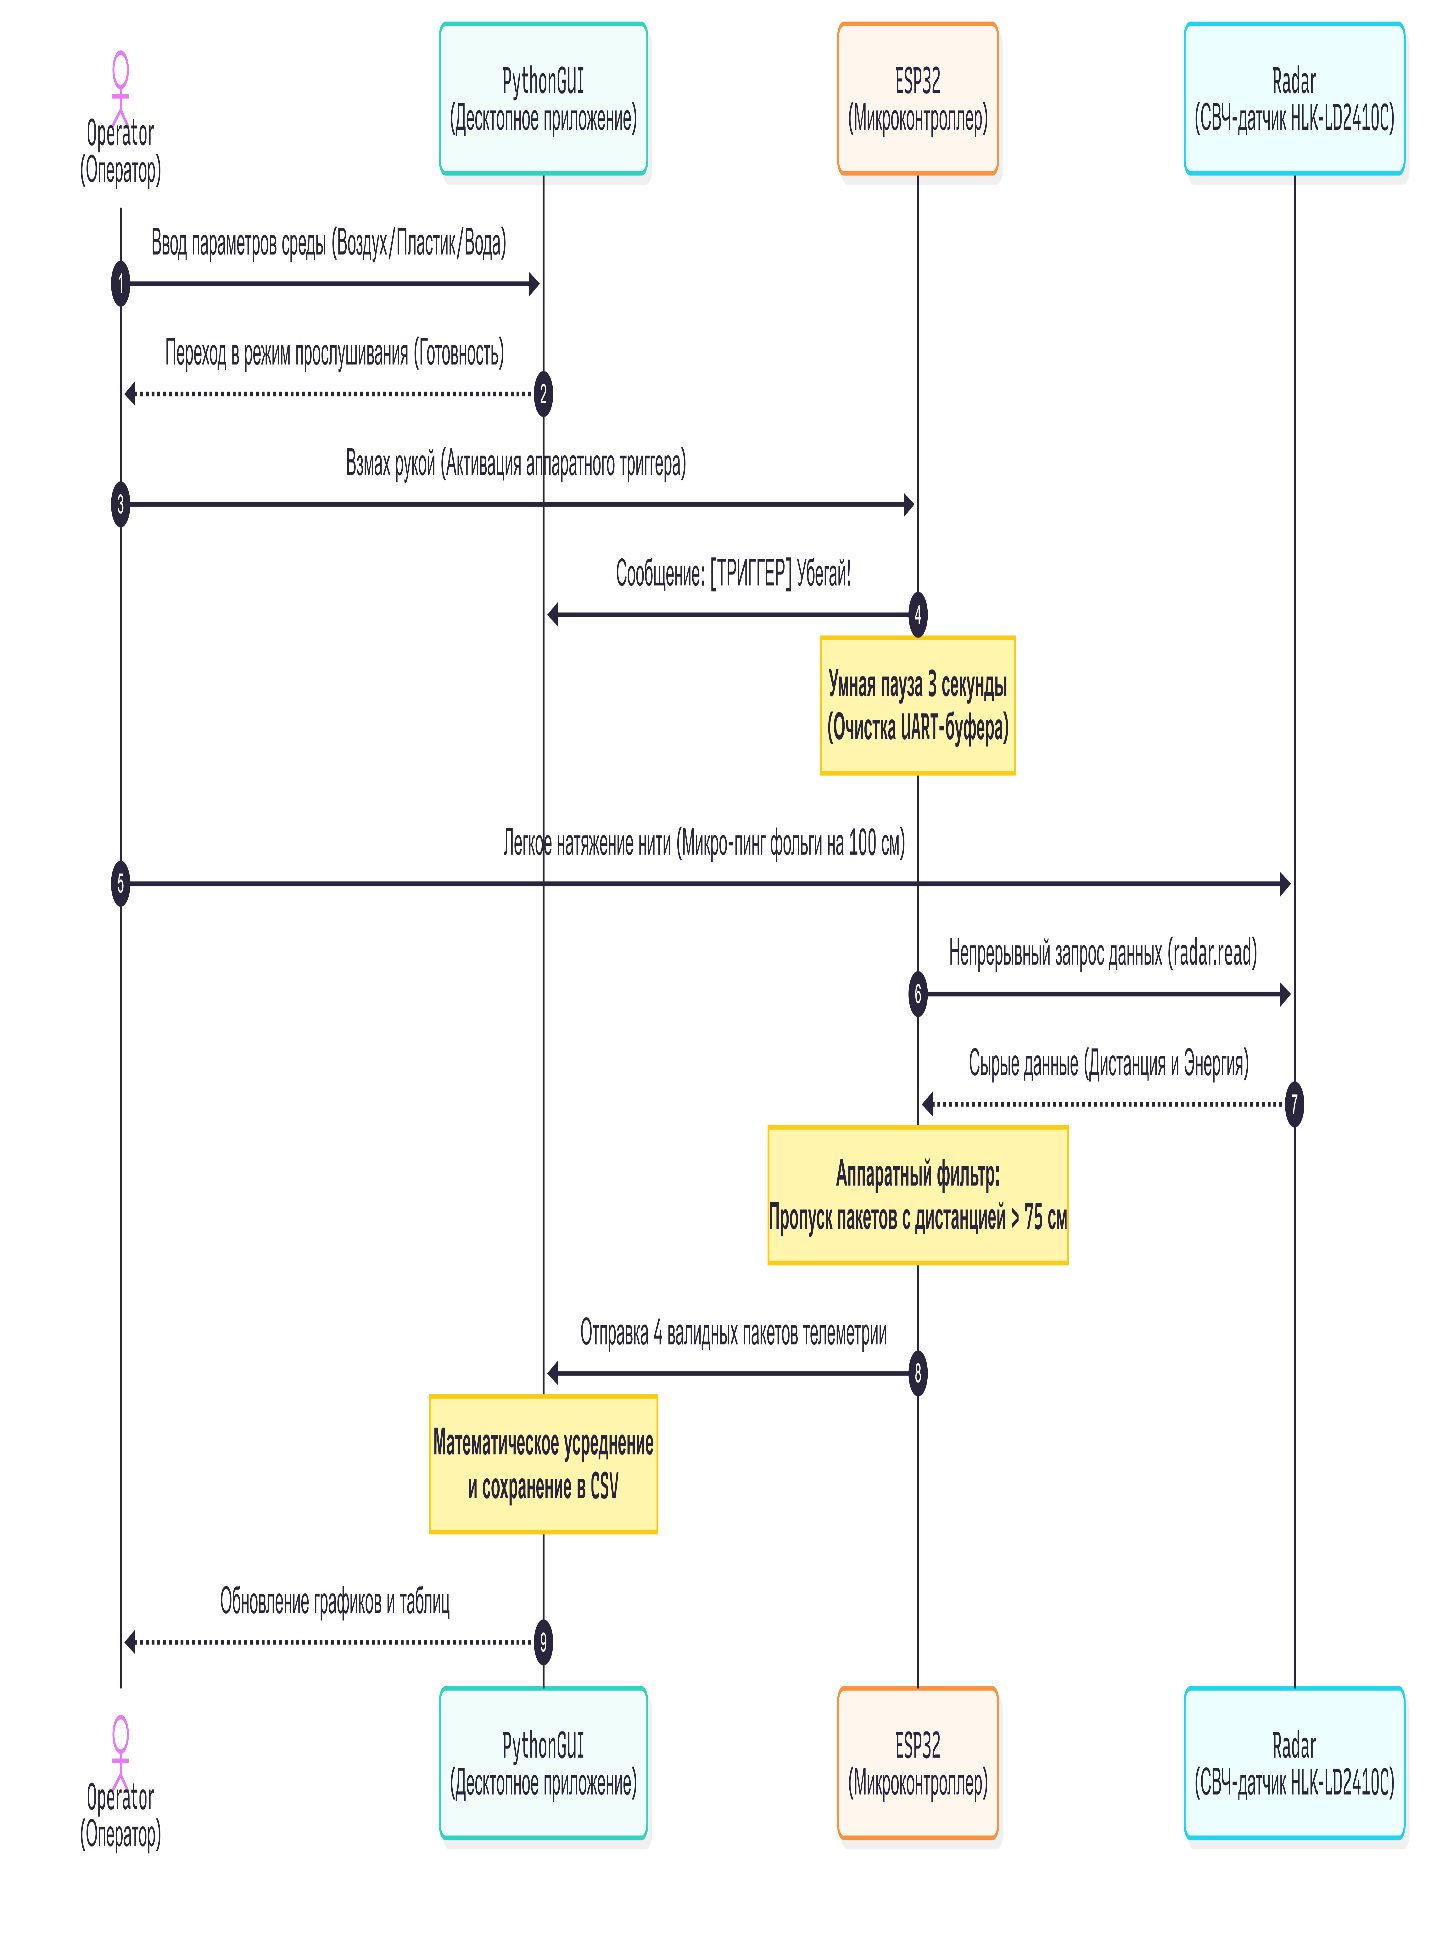 Operator
(Оператор)
PythonGUI
(Десктопное приложение)
ESP32
(Микроконтроллер)
Radar
(СВЧ-датчик HLK-LD2410C)
Ввод параметров среды (Воздух/Пластик/Вода)
1
Переход в режим прослушивания (Готовность)
2
Взмах рукой (Активация аппаратного триггера)
3
Сообщение: [ТРИГГЕР] Убегай!
4
Умная пауза 3 секунды
(Очистка UART-буфера)
Легкое натяжение нити (Микро-пинг фольги на 100 см)
5
Непрерывный запрос данных (radar.read)
6
Сырые данные (Дистанция и Энергия)
7
Аппаратный фильтр:
Пропуск пакетов с дистанцией > 75 см
Отправка 4 валидных пакетов телеметрии
8
Математическое усреднение
и сохранение в CSV
Обновление графиков и таблиц
9
Operator
(Оператор)
PythonGUI
(Десктопное приложение)
ESP32
(Микроконтроллер)
Radar
(СВЧ-датчик HLK-LD2410C)